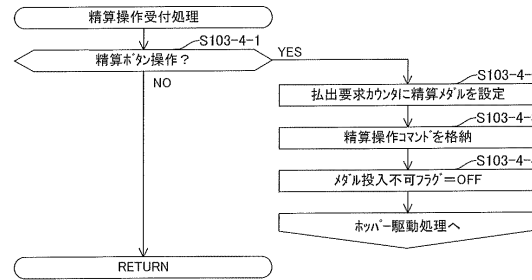 精算操作受付処理
S103-4-1
精算ボタン操作？
YES
NO
S103-4-
払出要求カウンタに精算メダルを設定
S103-4-
精算操作コマンドを格納
S103-4-
メダル投入不可フラグ=OFF
ホッパー駆動処理へ
RETURN